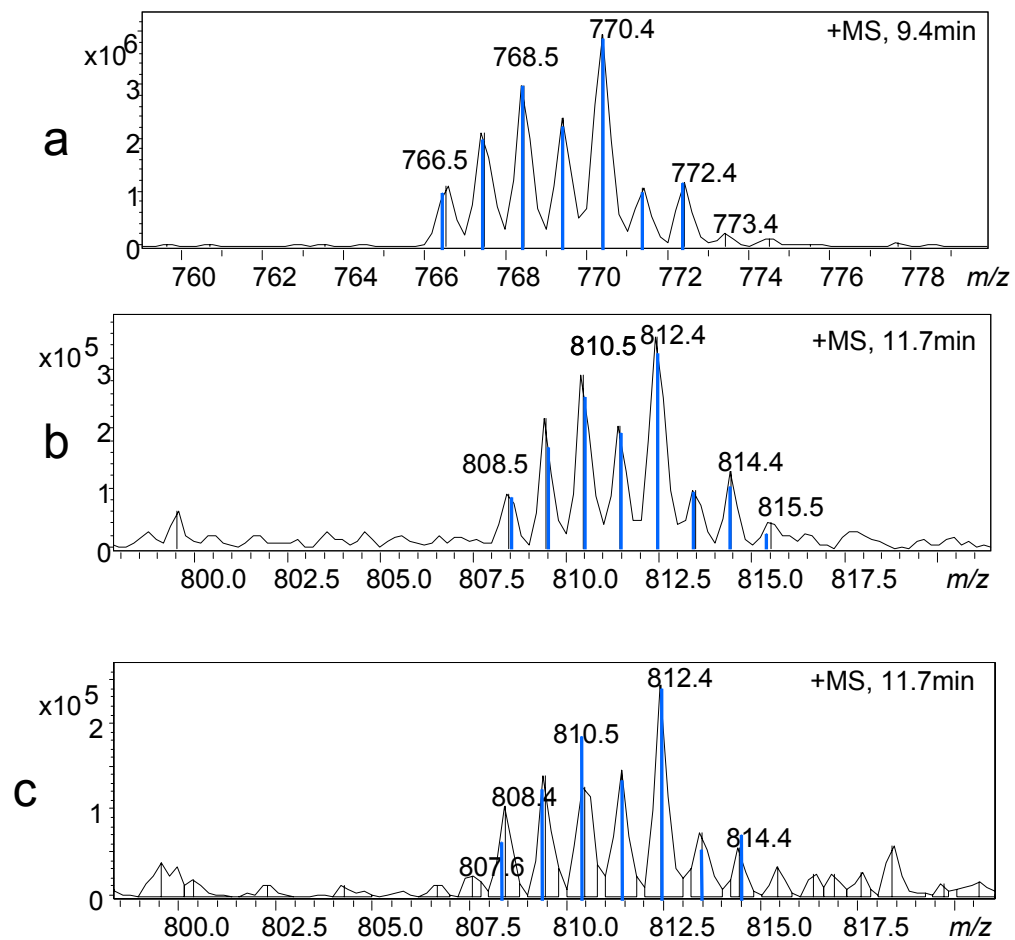 a
x10 6
+MS, 9.4min
770.4
768.5
766.5
772.4
773.4
3
2
1
0
760 762 764 766 768 770 772 774 776 778 m/z
b
x10 5
+MS, 11.7min
810.5 812.4
808.5
814.4
815.5
3
2
1
0
800.0 802.5 805.0 807.5 810.0 812.5 815.0 817.5 m/z
c
x10 5
+MS, 11.7min
812.4
810.5
808.4
814.4
807.6
2
1
0
800.0 802.5 805.0 807.5 810.0 812.5 815.0 817.5 m/z